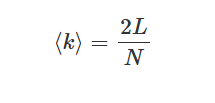 ⟨k⟩ = 2L / N